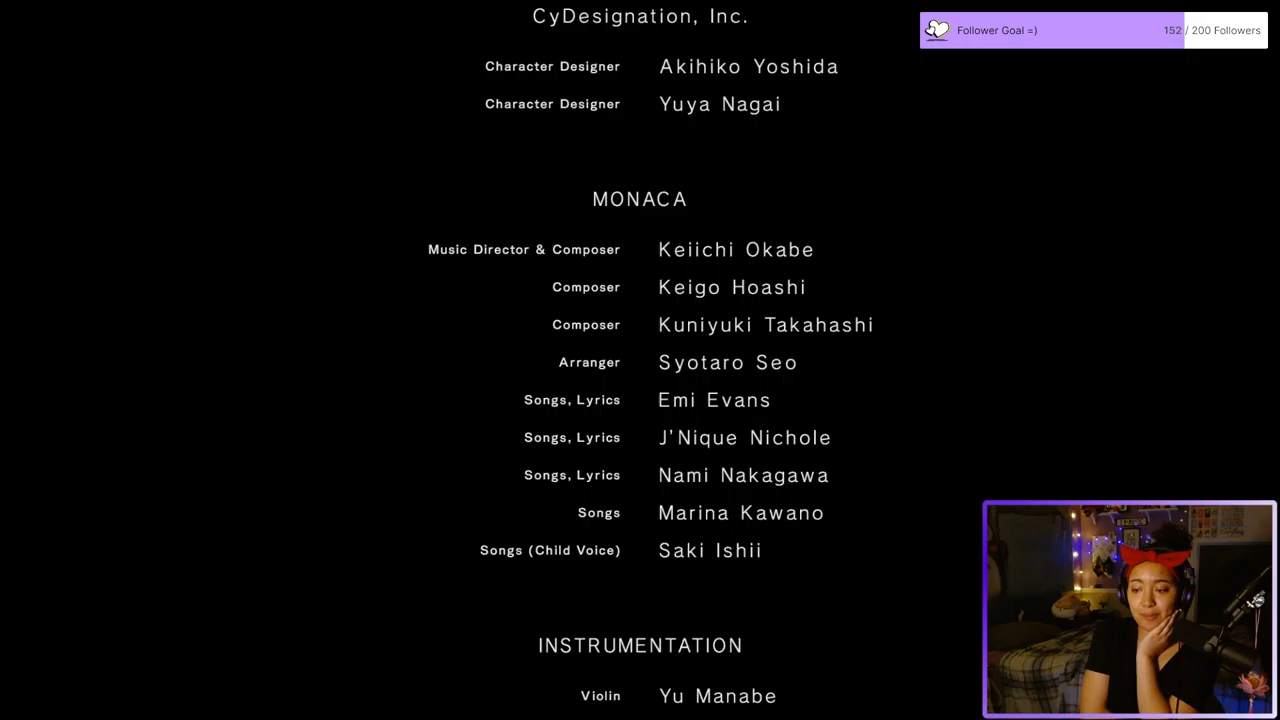 CyDesignation, Inc.
Follower Goal =) 152 / 200 Followers
Character Designer Akihiko Yoshida
Character Designer Yuya Nagai
MONACA
Music Director & Composer Keiichi Okabe
Composer Keigo Hoashi
Composer Kuniyuki Takahashi
Arranger Syotaro Seo
Songs, Lyrics Emi Evans
Songs, Lyrics J'Nique Nichole
Songs, Lyrics Nami Nakagawa
Songs Marina Kawano
Songs (Child Voice) Saki Ishii
INSTRUMENTATION
Violin Yu Manabe